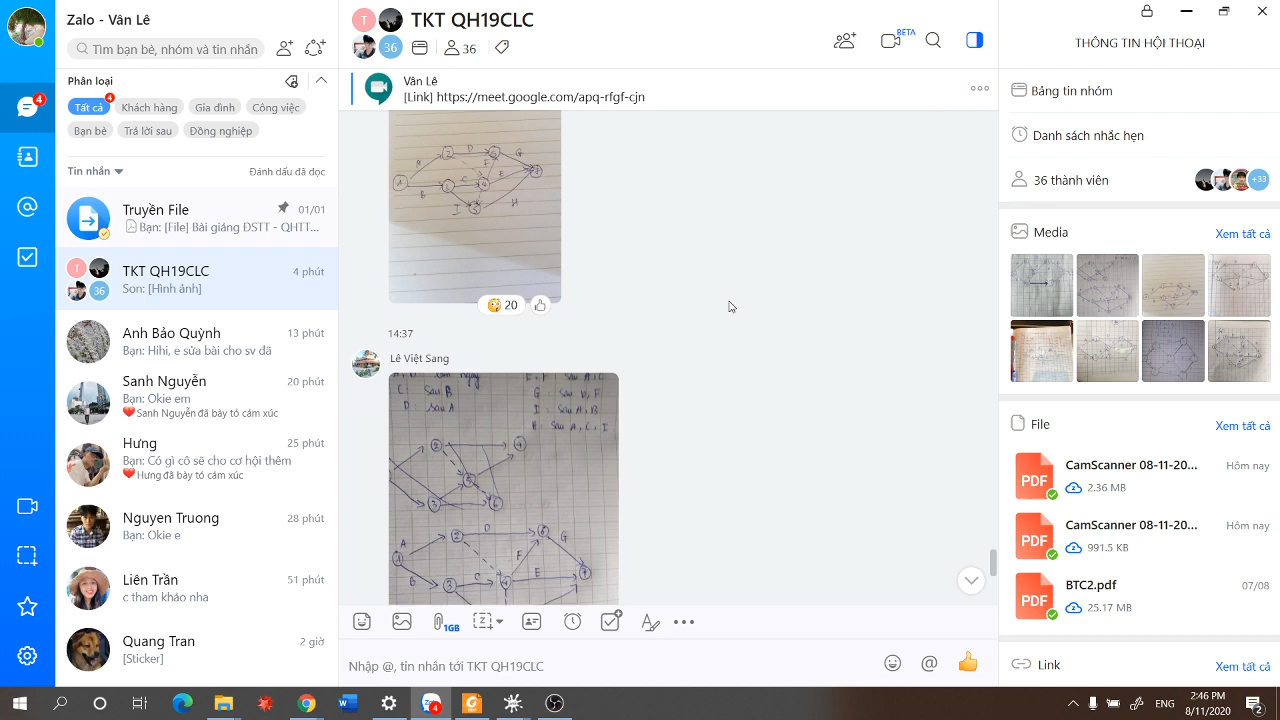 Zalo - Vân Lê
Tìm bạn bè, nhóm và tin nhắn
Phân loại
4
Tất cả
Khách hàng
Gia đình
Công việc
Bạn bè
Trả lời sau
Đồng nghiệp
Tin nhắn
Đánh dấu đã đọc
4
Truyền File
01/01
Bạn: [File] Bài giảng ĐSTT - QHTT...
T
36
TKT QH19CLC
4 phút
Son: [Hình ảnh]
Anh Bảo Quỳnh
13 phút
Bạn: Hihi, e sửa bài cho sv đã
Sanh Nguyễn
20 phút
Bạn: Okie em
Sanh Nguyễn đã bày tỏ cảm xúc
Hưng
25 phút
Bạn: Có gì cô sẽ cho cơ hội thêm
Hưng đã bày tỏ cảm xúc
Nguyen Truong
28 phút
Bạn: Okie e
Liên Trần
51 phút
c tham khảo nha
Quang Tran
2 giờ
[Sticker]
T
36
TKT QH19CLC
36
BETA
Vân Lê
[Link] https://meet.google.com/apq-rfgf-cjn
A
D
G
F
E
B
C
I
H
20
14:37
Lê Việt Sang
C: Sau B
D: Sau A
E, F: Sau A, C
I: Sau A, B
H: Sau A, C, I
A
D
G
F
E
B
C
1GB
Nhập @, tin nhắn tới TKT QH19CLC
THÔNG TIN HỘI THOẠI
Bảng tin nhóm
Danh sách nhắc hẹn
36 thành viên
+33
Media
Xem tất cả
File
Xem tất cả
PDF
CamScanner 08-11-20...
Hôm nay
2.36 MB
PDF
CamScanner 08-11-20...
Hôm nay
991.5 KB
PDF
BTC2.pdf
07/08
25.17 MB
Link
Xem tất cả
4
ENG
2:46 PM
8/11/2020
2